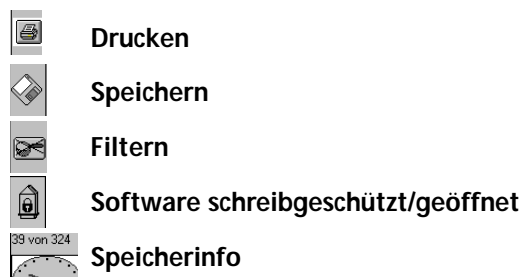 Drucken
Speichern
Filtern
Software schreibgeschützt/geöffnet
39 von 324
Speicherinfo